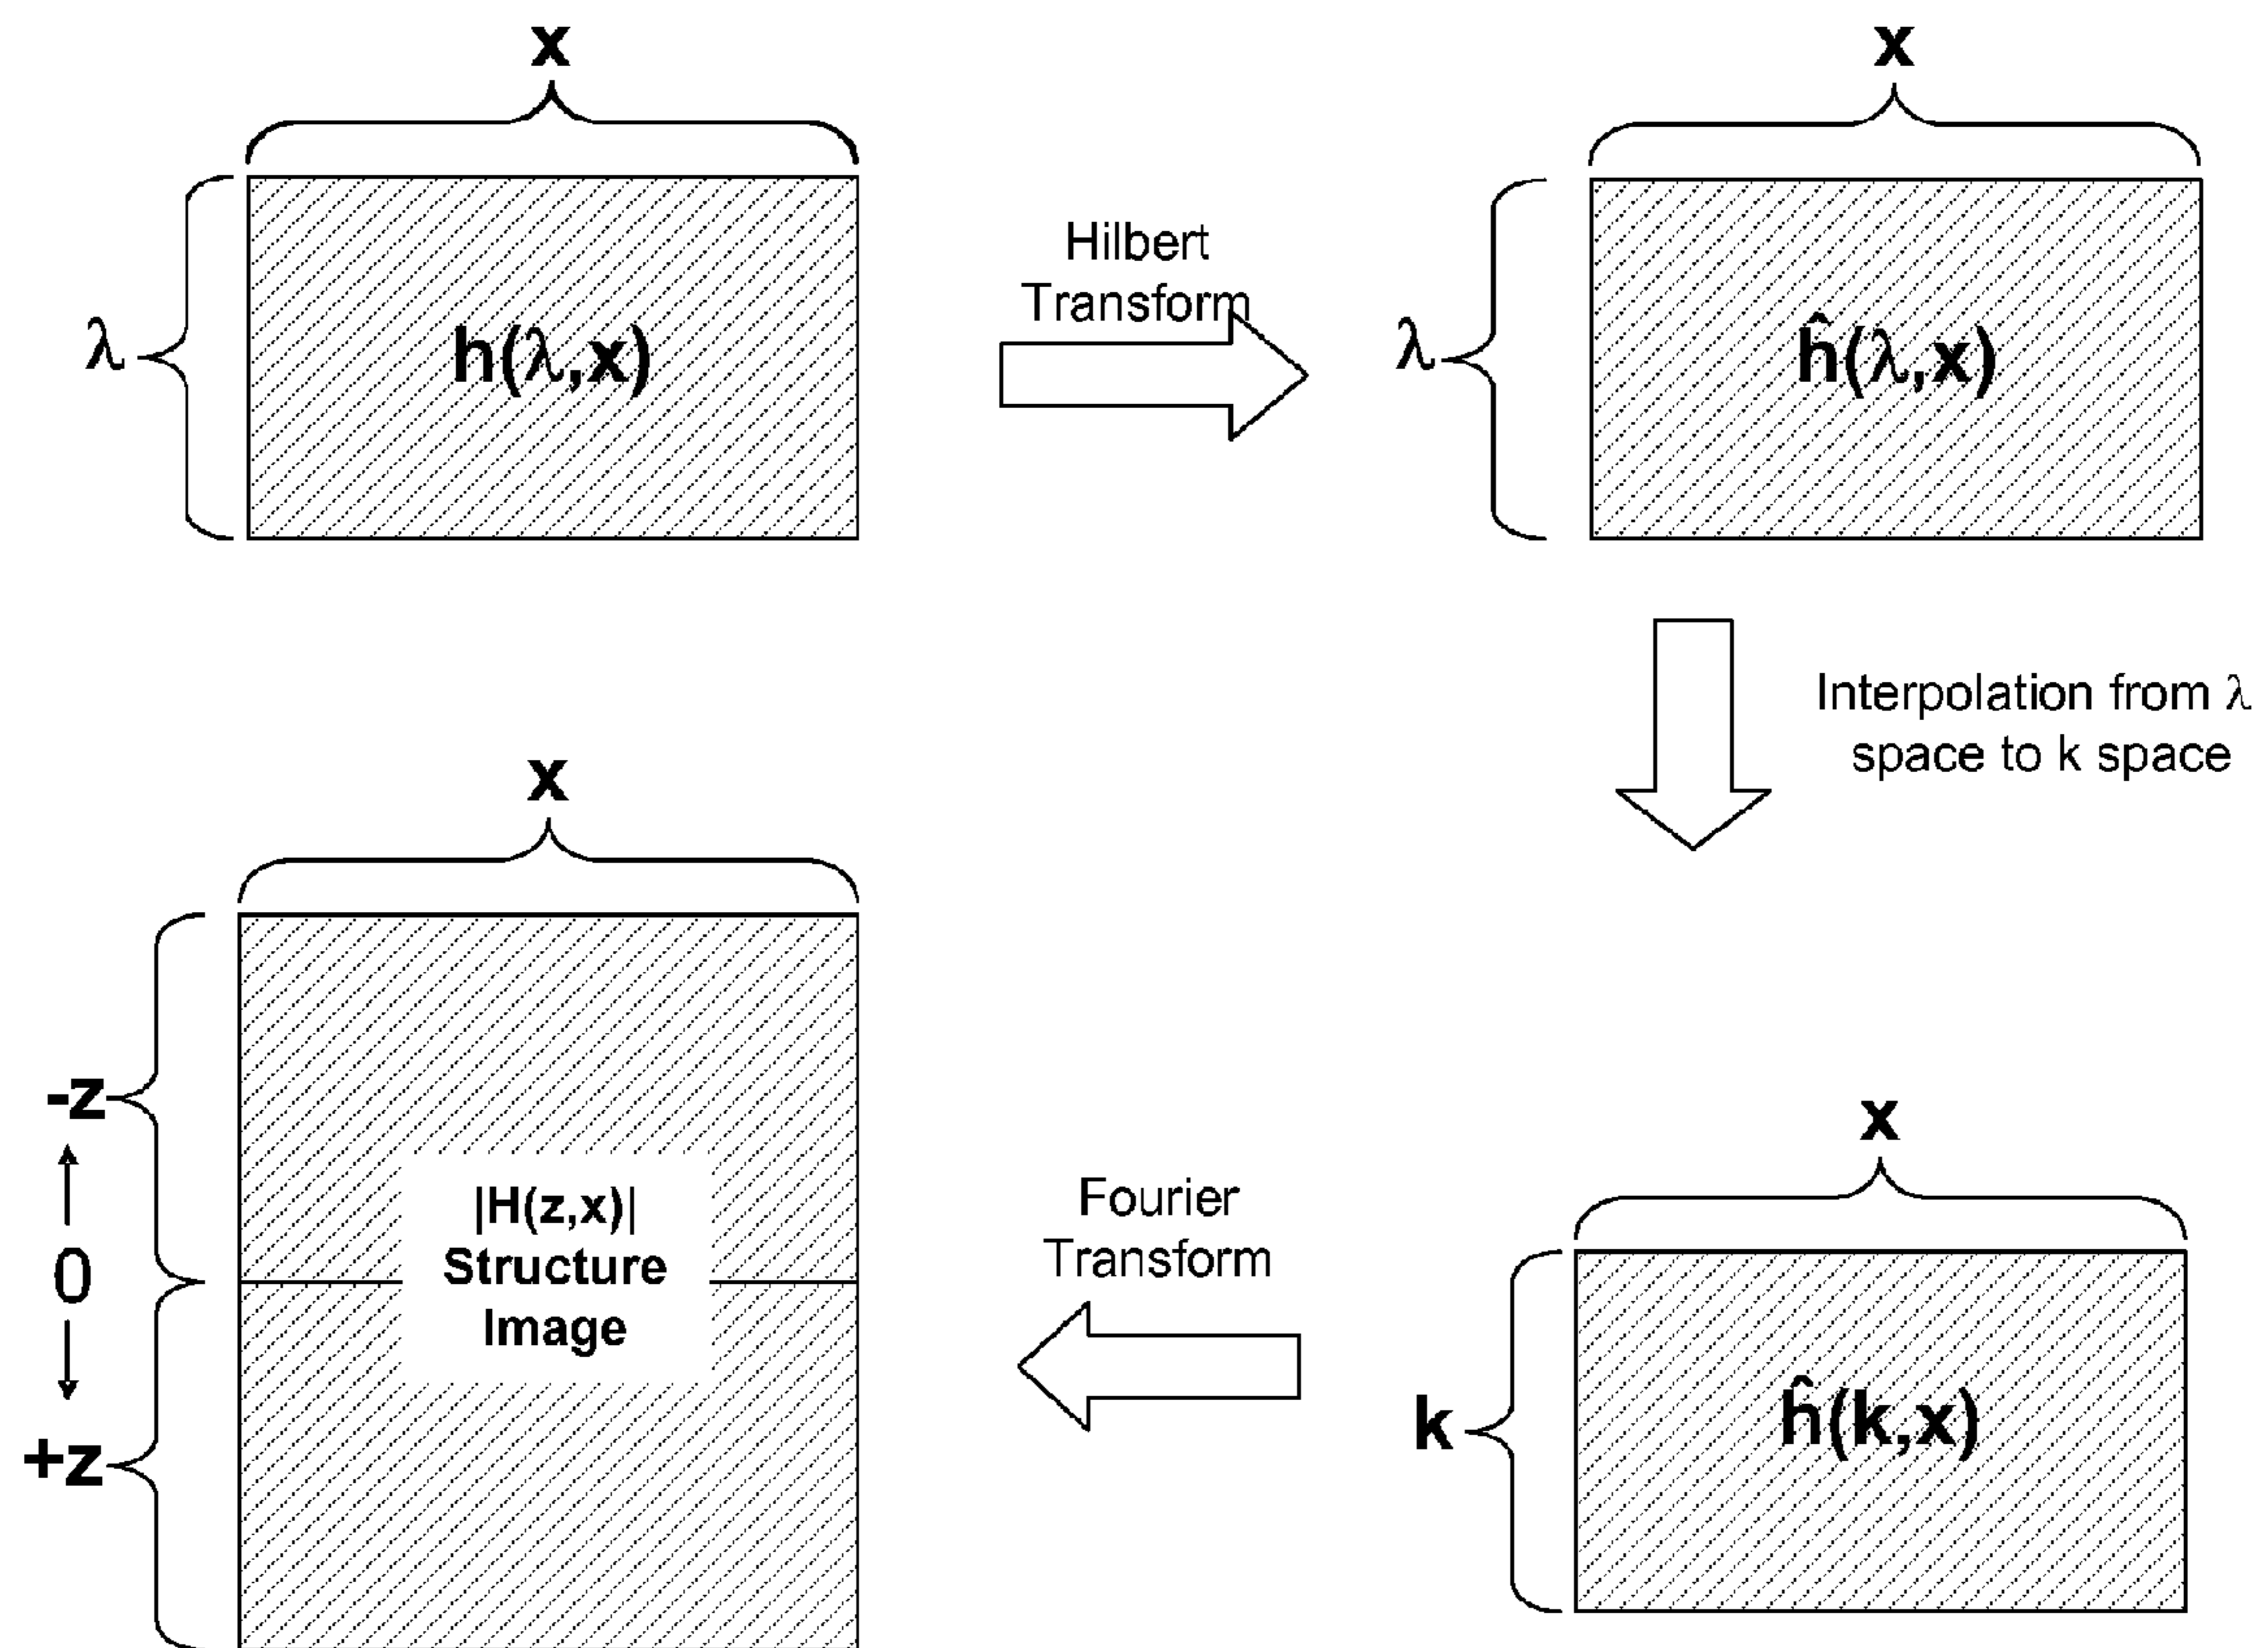 x
λ
h(λ,x)
Hilbert
Transform
x
λ
ĥ(λ,x)
Interpolation from λ
space to k space
x
-z
0
+z
|H(z,x)|
Structure
Image
Fourier
Transform
x
k
ĥ(k,x)